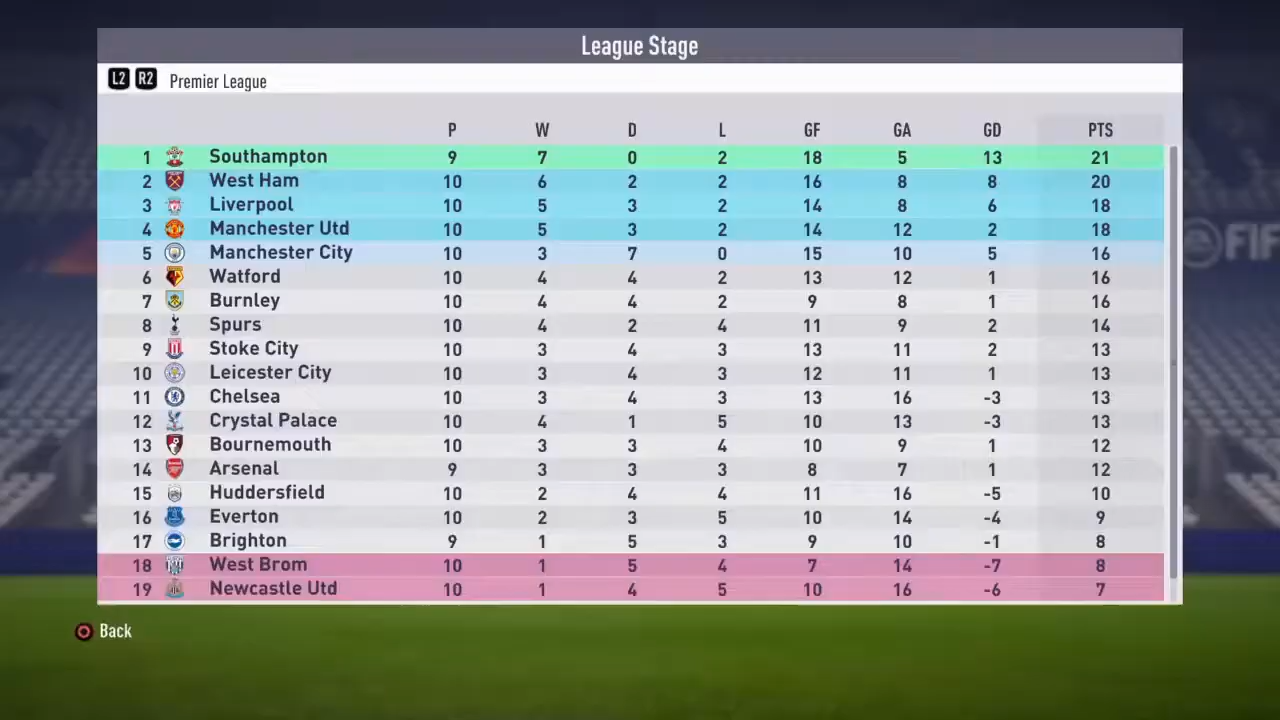 League Stage
L2 R2 Premier League
P W D L GF GA GD PTS
1 Southampton 9 7 0 2 18 5 13 21
2 West Ham 10 6 2 2 16 8 8 20
3 Liverpool 10 5 3 2 14 8 6 18
4 Manchester Utd 10 5 3 2 14 12 2 18
5 Manchester City 10 3 7 0 15 10 5 16
6 Watford 10 4 4 2 13 12 1 16
7 Burnley 10 4 4 2 9 8 1 16
8 Spurs 10 4 2 4 11 9 2 14
9 Stoke City 10 3 4 3 13 11 2 13
10 Leicester City 10 3 4 3 12 11 1 13
11 Chelsea 10 3 4 3 13 16 -3 13
12 Crystal Palace 10 4 1 5 10 13 -3 13
13 Bournemouth 10 3 3 4 10 9 1 12
14 Arsenal 9 3 3 3 8 7 1 12
15 Huddersfield 10 2 4 4 11 16 -5 10
16 Everton 10 2 3 5 10 14 -4 9
17 Brighton 9 1 5 3 9 10 -1 8
18 West Brom 10 1 5 4 7 14 -7 8
19 Newcastle Utd 10 1 4 5 10 16 -6 7
Back